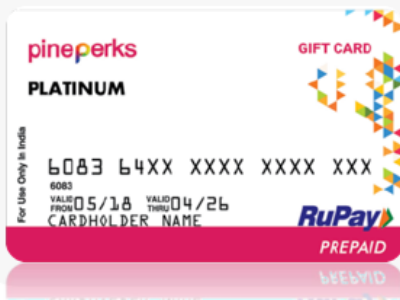 pineperks
GIFT CARD
PLATINUM
For Use Only In India
6083 64XX XXXX XXXX XXX
6083
VALID FROM 05/18 VALID THRU 04/26
CARDHOLDER NAME
RuPay
PREPAID